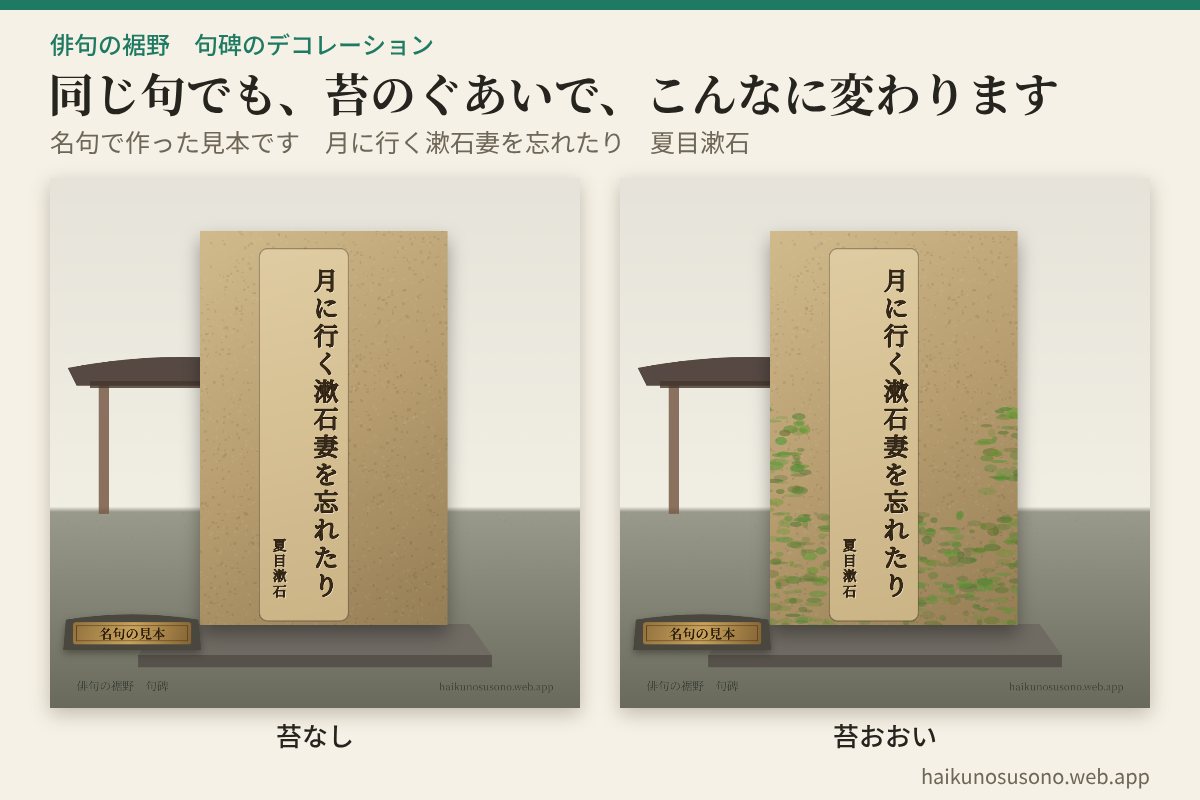 俳句の裾野　句碑のデコレーション
同じ句でも、苔のぐあいで、こんなに変わります
名句で作った見本です　月に行く漱石妻を忘れたり　夏目漱石
月に行く漱石妻を忘れたり
夏目漱石
名句の見本
俳句の裾野　句碑
haikunosusono.web.app
苔なし
月に行く漱石妻を忘れたり
夏目漱石
名句の見本
俳句の裾野　句碑
haikunosusono.web.app
苔おおい
haikunosusono.web.app